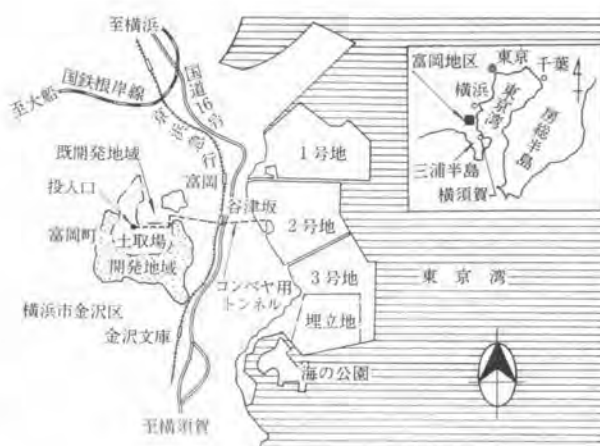 至横浜
国鉄根岸線
至大船
国道16号
京浜急行
富岡
既開発地域
投入口
富岡町
土取場
開発地域
谷津坂
コンベヤ用
トンネル
横浜市金沢区
金沢文庫
至横須賀
1号地
2号地
3号地
埋立地
海の公園
東京湾
富岡地区
東京
千葉
横浜
東京湾
房総半島
三浦半島
横須賀